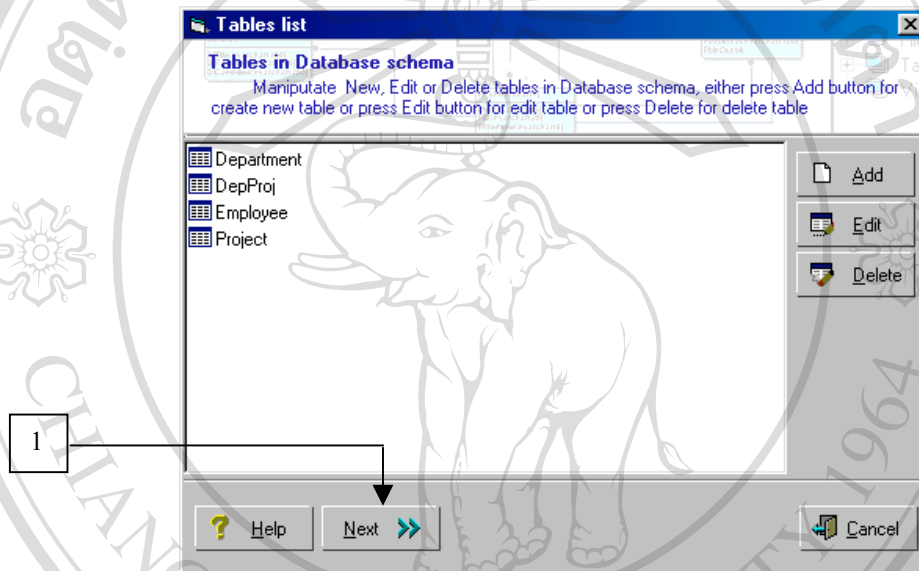 Tables list
Tables in Database schema
Maniputate New, Edit or Delete tables in Database schema, either press Add button for
create new table or press Edit button for edit table or press Delete for delete table
Department
DepProj
Employee
Project
Add
Edit
Delete
1
Help
Next
Cancel
1964